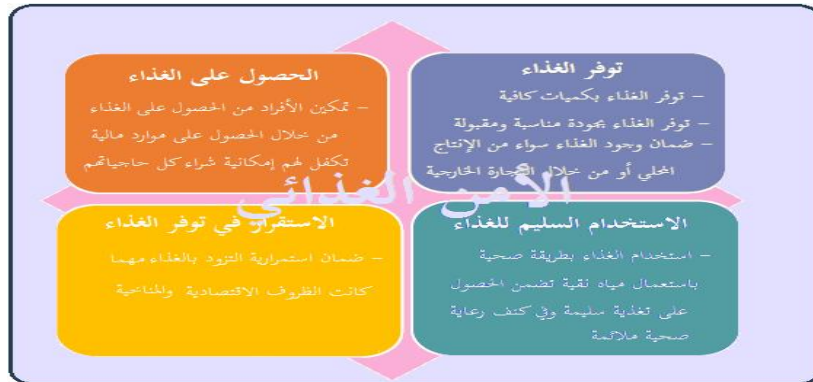 توفر الغذاء
– توفر الغذاء بكميات كافية
– توفر الغذاء بجودة مناسبة ومقبولة
– ضمان وجود الغذاء سواء من الإنتاج
المحلي أو من خلال التجارة الخارجية
الحصول على الغذاء
– تمكين الأفراد من الحصول على الغذاء
من خلال الحصول على موارد مالية
تكفل لهم إمكانية شراء كل حاجياتهم
الأمن الغذائي
الاستخدام السليم للغذاء
– استخدام الغذاء بطريقة صحية
باستعمال مياه نقية تضمن الحصول
على تغذية سليمة وفي كنف رعاية
صحية ملائمة
الاستقرار في توفر الغذاء
– ضمان استمرارية التزود بالغذاء مهما
كانت الظروف الاقتصادية والمناخية